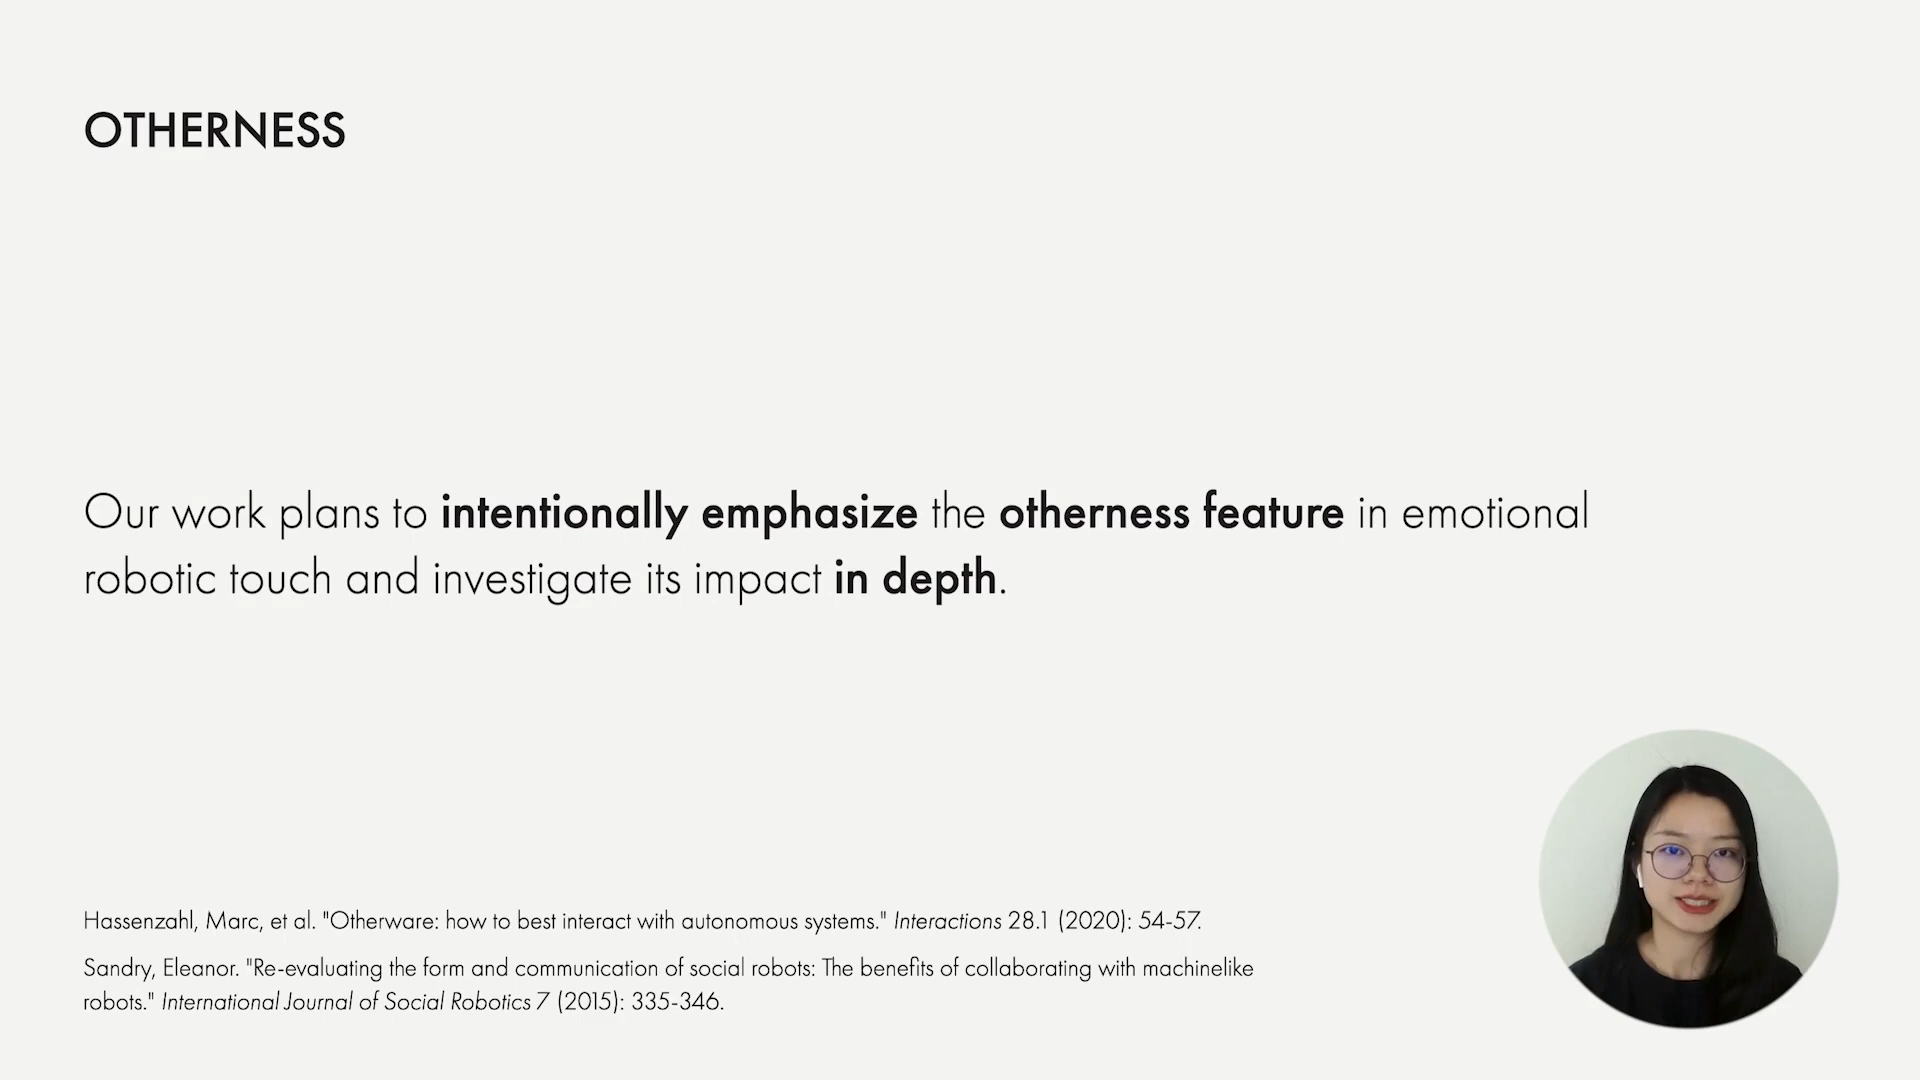 OTHERNESS
Our work plans to intentionally emphasize the otherness feature in emotional
robotic touch and investigate its impact in depth.
Hassenzahl, Marc, et al. "Otherware: how to best interact with autonomous systems." Interactions 28.1 (2020): 54-57.
Sandry, Eleanor. "Re-evaluating the form and communication of social robots: The benefits of collaborating with machinelike
robots." International Journal of Social Robotics 7 (2015): 335-346.